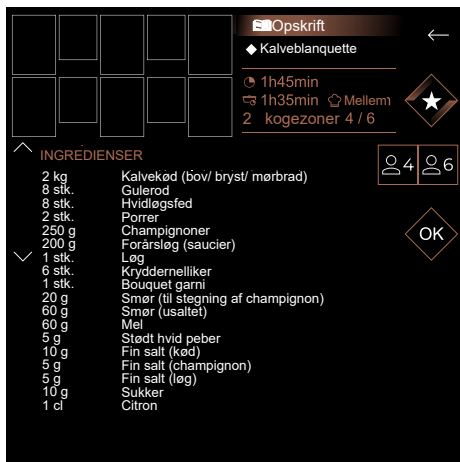 Opskrift
Kalveblanquette
1h45min
1h35min Mellem
2 kogezoner 4 / 6
4 6
INGREDIENSER
2 kg Kalvekød (bov/ bryst/ mørbrad)
8 stk. Gulerod
8 stk. Hvidløgsfed
2 stk. Porrer
250 g Champignoner
200 g Forårsløg (saucier)
1 stk. Løg
6 stk. Kryddernelliker
1 stk. Bouquet garni
20 g Smør (til stegning af champignon)
60 g Smør (usaltet)
60 g Mel
5 g Stødt hvid peber
10 g Fin salt (kød)
5 g Fin salt (champignon)
5 g Fin salt (løg)
10 g Sukker
1 cl Citron
OK